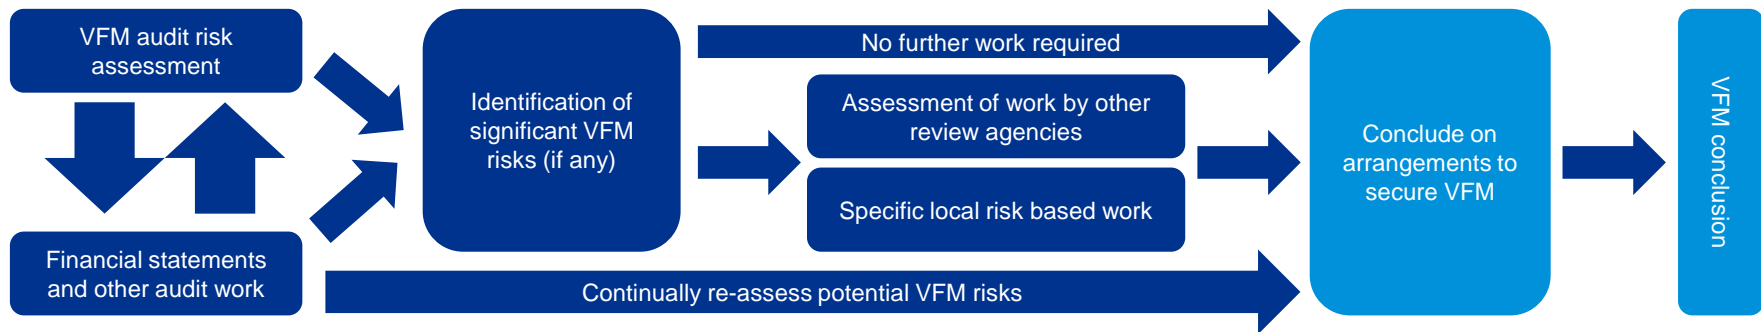 VFM audit risk
assessment
Financial statements
and other audit work
Identification of
significant VFM
risks (if any)
No further work required
Assessment of work by other
review agencies
Specific local risk based work
Continually re-assess potential VFM risks
Conclude on
arrangements to
secure VFM
VFM conclusion